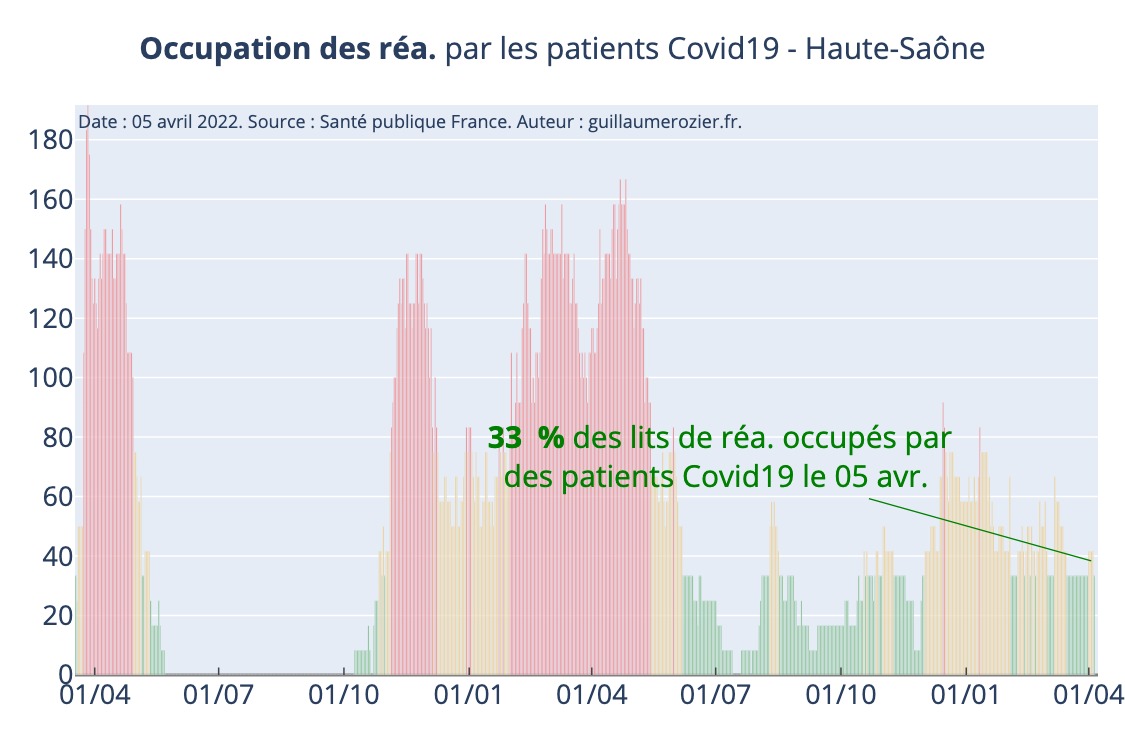 Occupation des réa. par les patients Covid19 - Haute-Saône
Date : 05 avril 2022. Source : Santé publique France. Auteur : guillaumerozier.fr.
180
160
140
120
100
80
60
40
20
0
33 % des lits de réa. occupés par
des patients Covid19 le 05 avr.
01/04 01/07 01/10 01/01 01/04 01/07 01/10 01/01 01/04